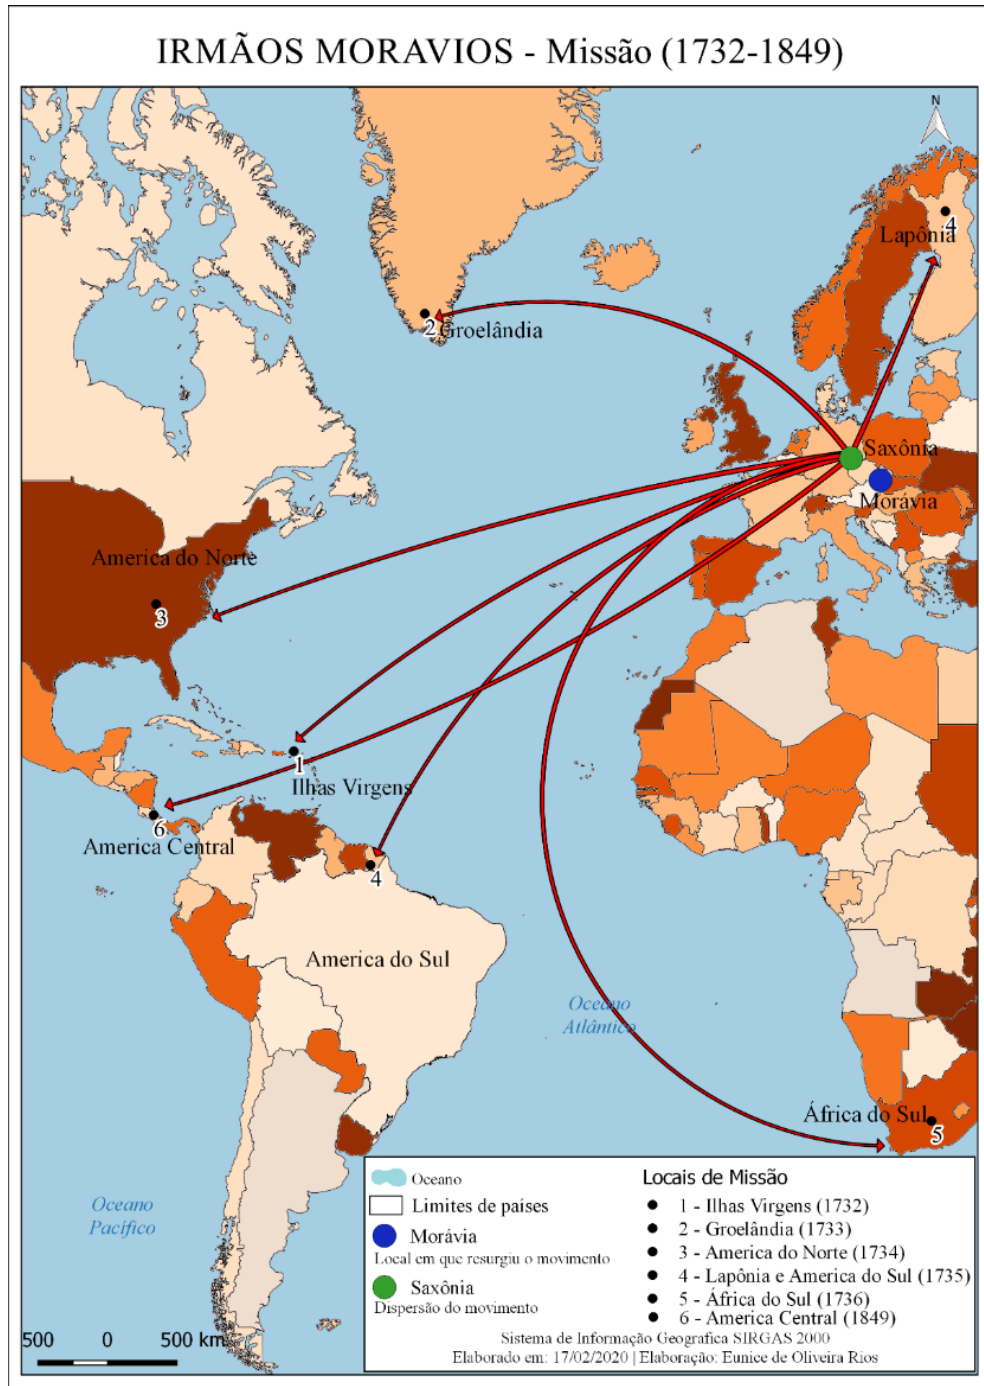 IRMÃOS MORAVIOS - Missão (1732-1849)
N
4
Lapônia
2
Groelândia
Saxônia
Morávia
America do Norte
3
1
Ilhas Virgens
6
America Central
4
America do Sul
Oceano
Atlântico
África do Sul
5
Oceano
Pacífico
Oceano
Limites de países
Morávia
Local em que resurgiu o movimento
Saxônia
Dispersão do movimento
Locais de Missão
1 - Ilhas Virgens (1732)
2 - Groelândia (1733)
3 - America do Norte (1734)
4 - Lapônia e America do Sul (1735)
5 - África do Sul (1736)
6 - America Central (1849)
500 0 500 km
Sistema de Informação Geografica SIRGAS 2000
Elaborado em: 17/02/2020 | Elaboração: Eunice de Oliveira Rios